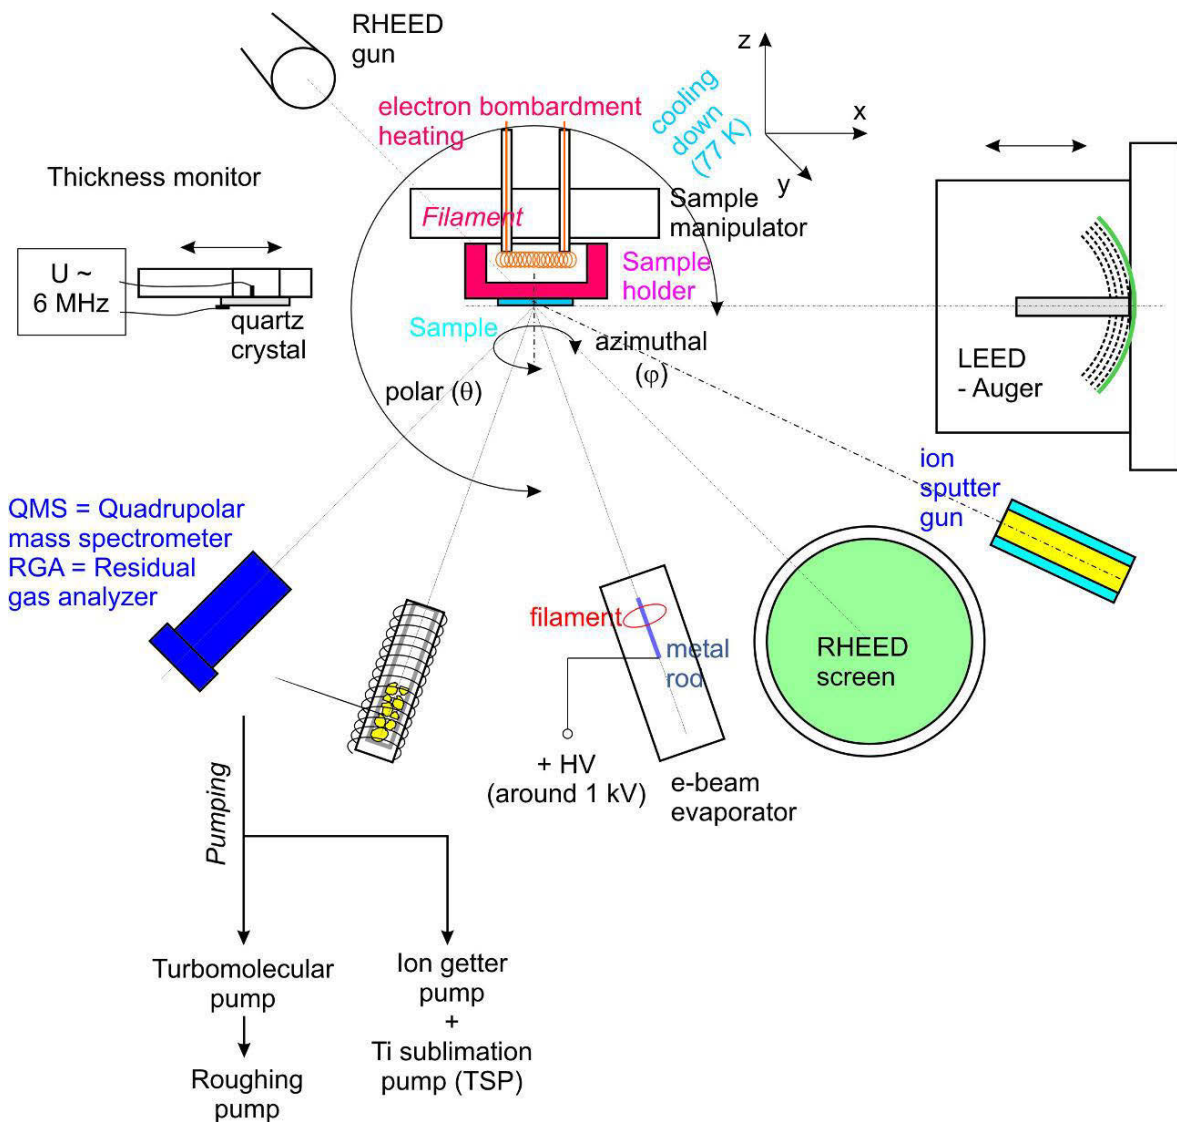 RHEED
gun
z
x
y
electron bombardment
heating
cooling
down
(77 K)
Thickness monitor
Filament
Sample
manipulator
U ~
6 MHz
Sample
holder
quartz
crystal
Sample
azimuthal
(φ)
polar (θ)
LEED
- Auger
ion
sputter
gun
QMS = Quadrupolar
mass spectrometer
RGA = Residual
gas analyzer
filament
metal
rod
RHEED
screen
+ HV
(around 1 kV)
e-beam
evaporator
Pumping
Turbomolecular
pump
Roughing
pump
Ion getter
pump
+
Ti sublimation
pump (TSP)